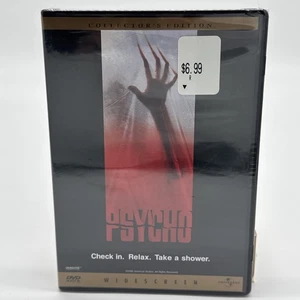 COLLECTOR'S EDITION
$6.99
R
PSYCHO
Check in. Relax. Take a shower.
WIDESCREEN